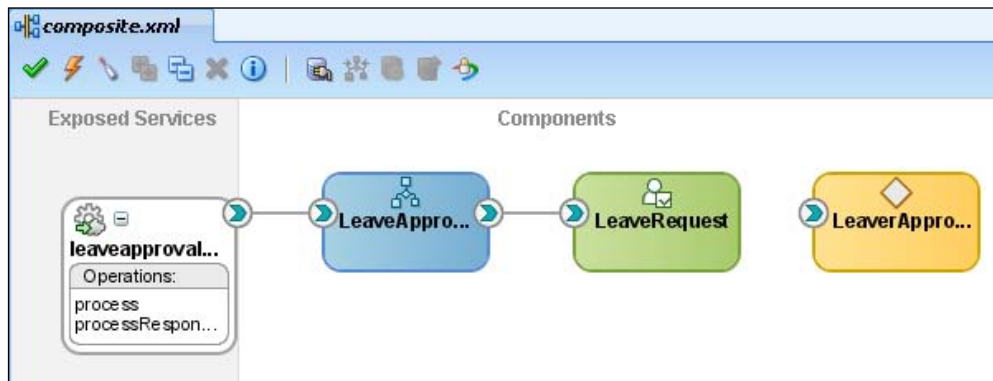 composite.xml
Exposed Services
Components
leaveapproval...
Operations:
process
processRespon...
LeaveAppro...
LeaveRequest
LeaverAppro...